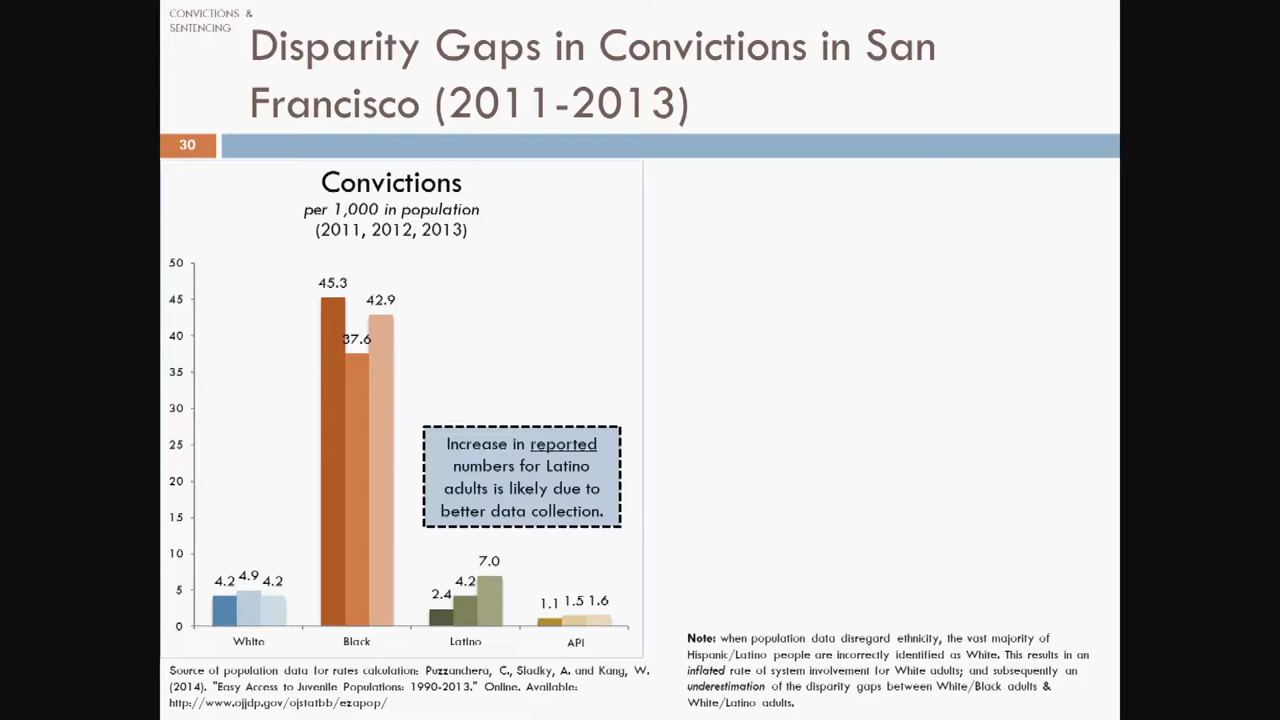 CONVICTIONS &
SENTENCING
Disparity Gaps in Convictions in San
Francisco (2011-2013)
30
Convictions
per 1,000 in population
(2011, 2012, 2013)
50
45
40
35
30
25
20
15
10
5
0
45.3
42.9
37.6
Increase in reported
numbers for Latino
adults is likely due to
better data collection.
7.0
4.2 4.9 4.2
2.4 4.2
1.1 1.5 1.6
White Black Latino API
Source of population data for rates calculation: Puzzanchera, C., Sladky, A. and Kang, W.
(2014). "Easy Access to Juvenile Populations: 1990-2013." Online. Available:
http://www.ojjdp.gov/ojstatbb/ezapop/
Note: when population data disregard ethnicity, the vast majority of
Hispanic/Latino people are incorrectly identified as White. This results in an
inflated rate of system involvement for White adults; and subsequently an
underestimation of the disparity gaps between White/Black adults &
White/Latino adults.